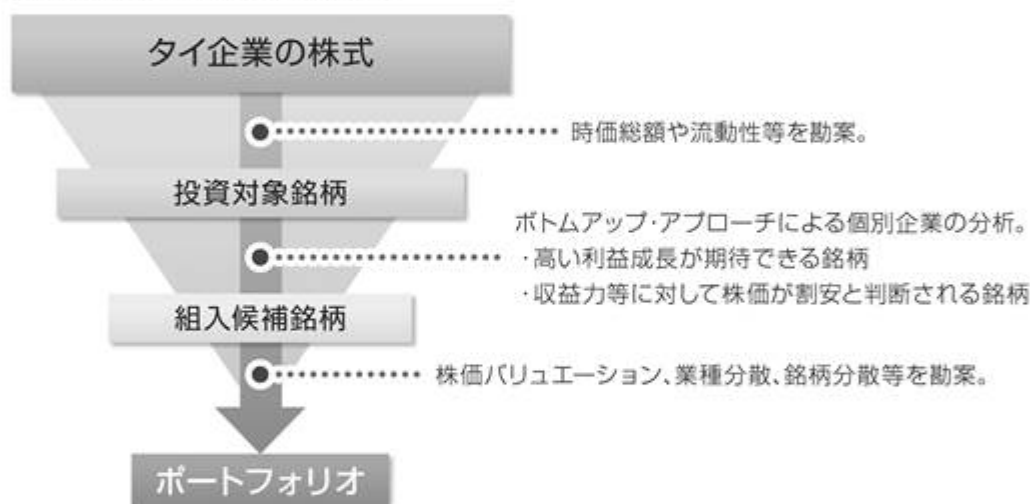 タイ企業の株式
時価総額や流動性等を勘案。
投資対象銘柄
ボトムアップ・アプローチによる個別企業の分析。
・高い利益成長が期待できる銘柄
・収益力等に対して株価が割安と判断される銘柄
組入候補銘柄
株価バリュエーション、業種分散、銘柄分散等を勘案。
ポートフォリオ